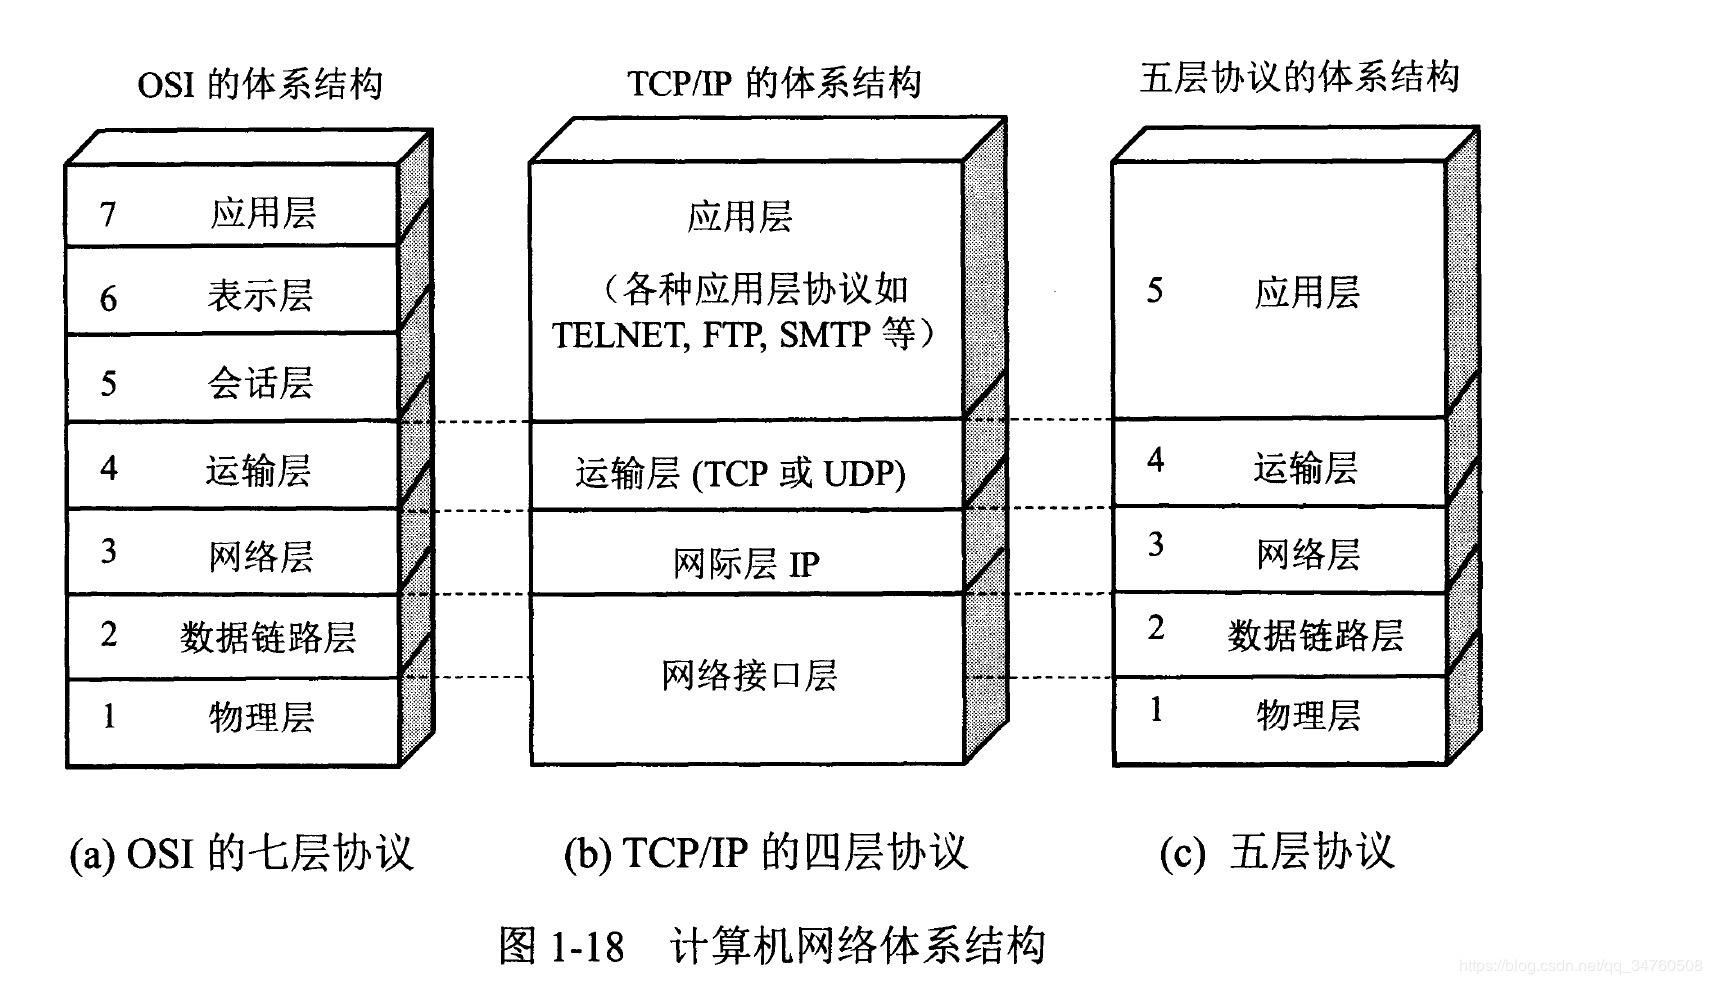 OSI 的体系结构
7 应用层
6 表示层
5 会话层
4 运输层
3 网络层
2 数据链路层
1 物理层
(a) OSI 的七层协议
TCP/IP 的体系结构
应用层
（各种应用层协议如
TELNET, FTP, SMTP 等）
运输层 (TCP 或 UDP)
网际层 IP
网络接口层
(b) TCP/IP 的四层协议
五层协议的体系结构
5 应用层
4 运输层
3 网络层
2 数据链路层
1 物理层
(c) 五层协议
图 1-18 计算机网络体系结构
https://blog.csdn.net/qq_34760508